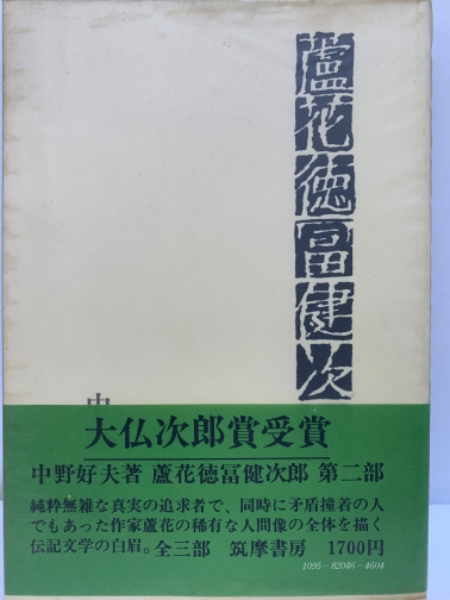 蘆花徳冨健次
中
大仏次郎賞受賞
中野好夫著 蘆花徳冨健次郎 第二部
純粋無雑な真実の追求者で、同時に矛盾撞着の人
でもあった作家蘆花の稀有な人間像の全体を描く
伝記文学の白眉。全三部 筑摩書房 1700円
1095-82046-4604